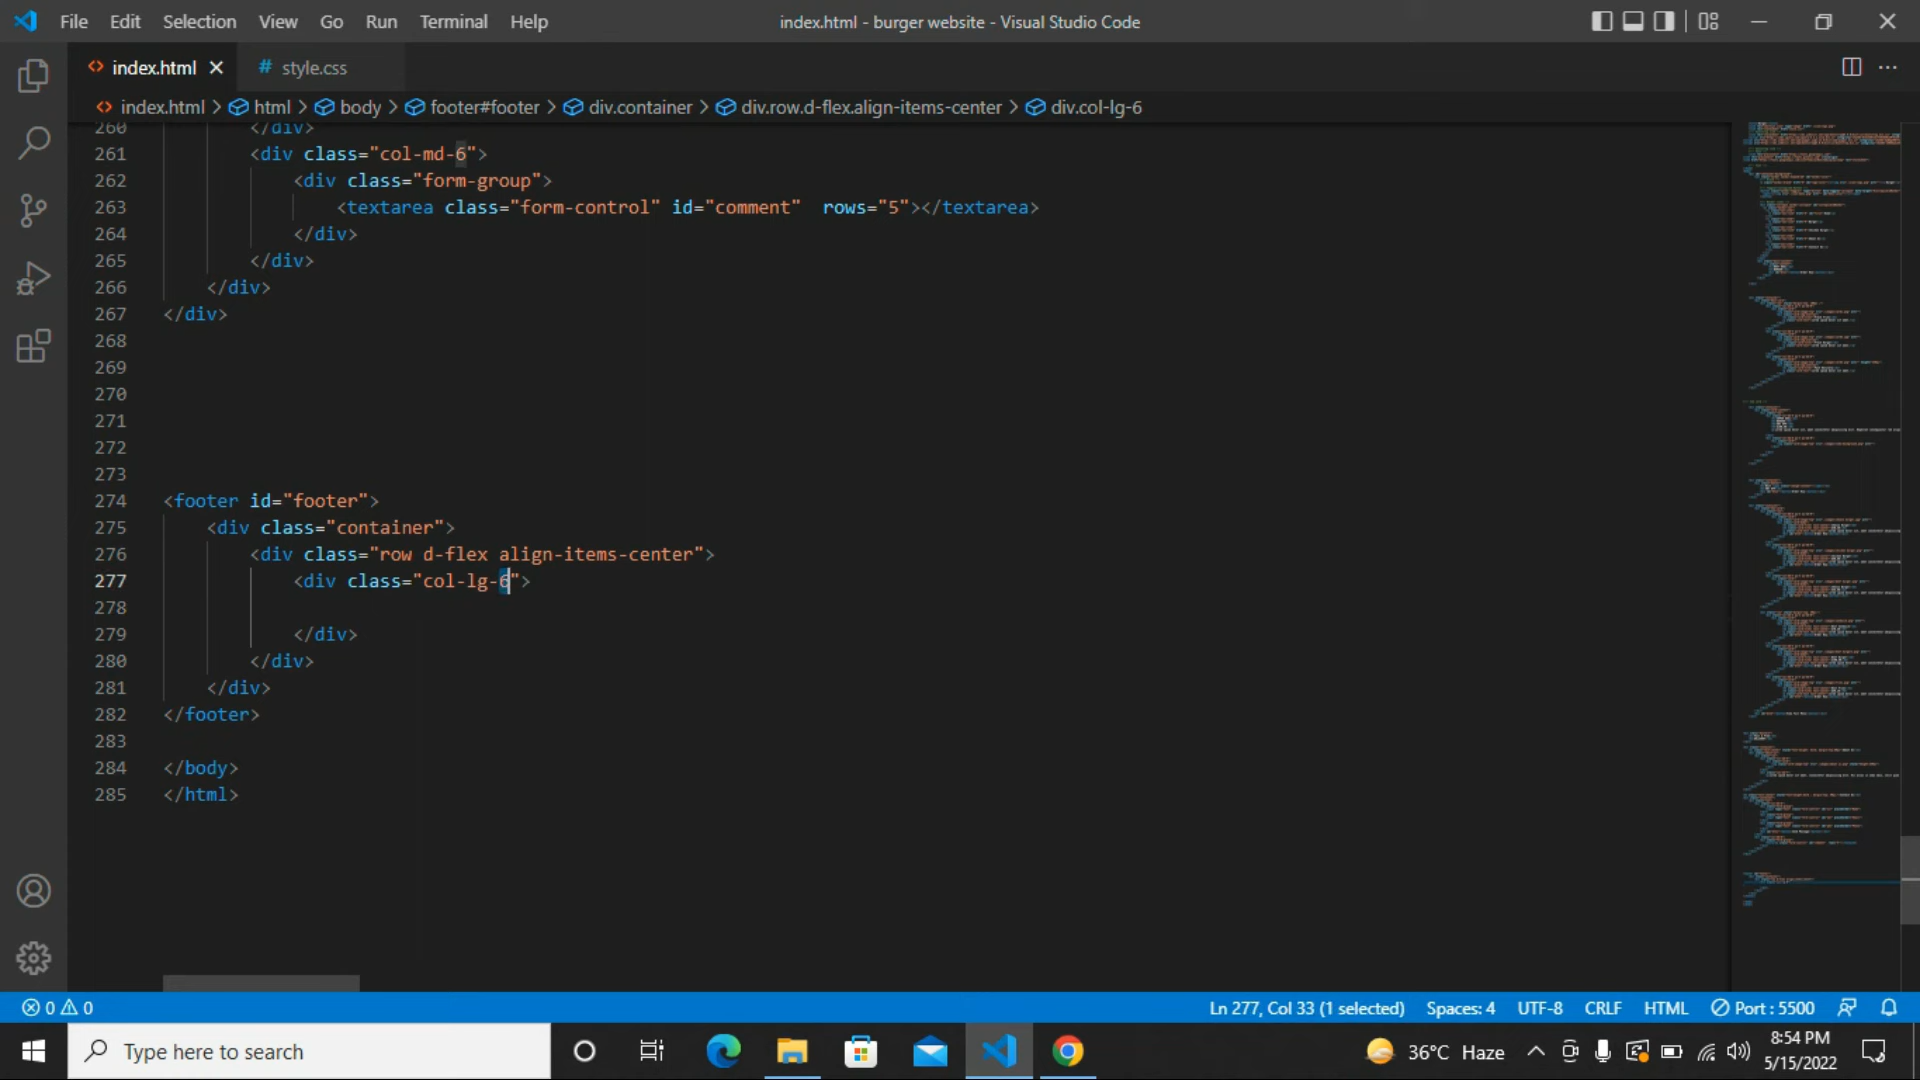 File Edit Selection View Go Run Terminal Help
index.html - burger website - Visual Studio Code
index.html
# style.css
index.html > html > body > footer#footer > div.container > div.row.d-flex.align-items-center > div.col-lg-6
260 </div>
261 <div class="col-md-6">
262 <div class="form-group">
263 <textarea class="form-control" id="comment"  rows="5"></textarea>
264 </div>
265 </div>
266 </div>
267 </div>
268
269
270
271
272
273
274 <footer id="footer">
275 <div class="container">
276 <div class="row d-flex align-items-center">
277 <div class="col-lg-6">
278
279 </div>
280 </div>
281 </div>
282 </footer>
283
284 </body>
285 </html>
0 0 Ln 277, Col 33 (1 selected) Spaces: 4 UTF-8 CRLF HTML Port : 5500
Type here to search
36°C Haze
8:54 PM
5/15/2022